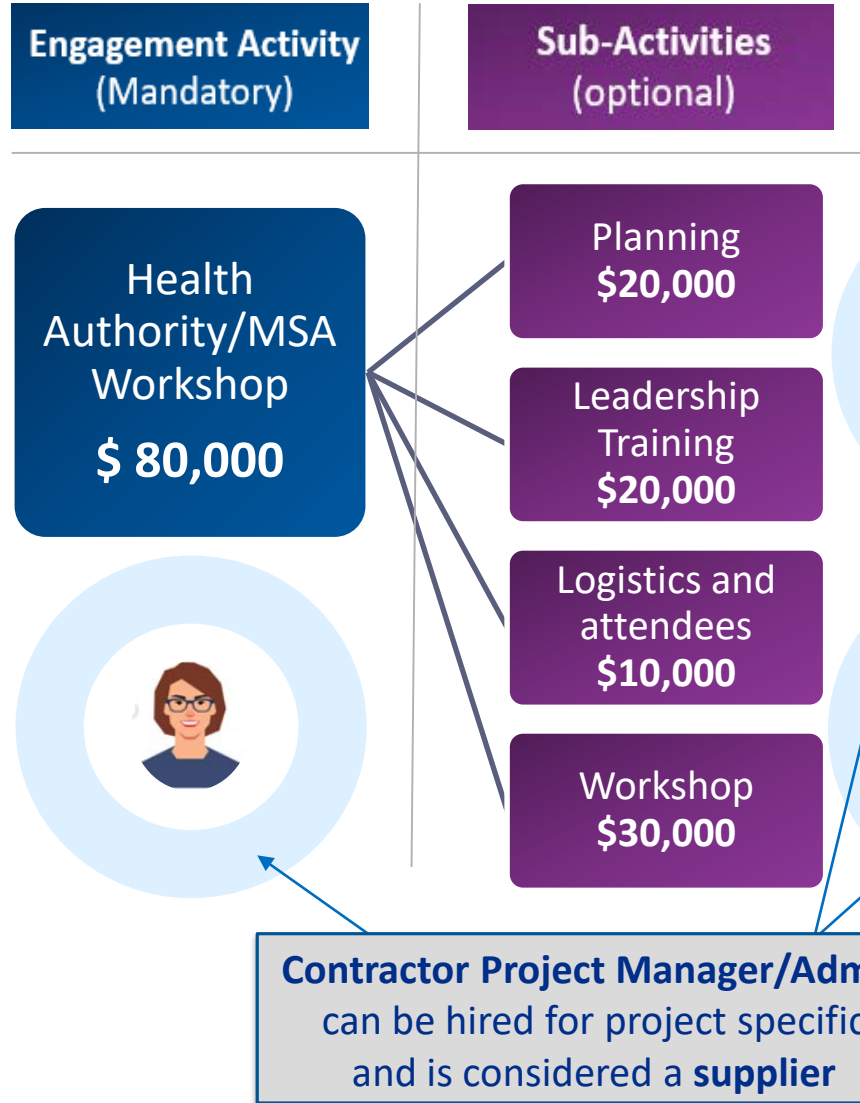 Engagement Activity
(Mandatory)
Sub-Activities
(optional)
Health
Authority/MSA
Workshop
$ 80,000
Planning
$20,000
Leadership
Training
$20,000
Logistics and
attendees
$10,000
Workshop
$30,000
Contractor Project Manager/Adm
can be hired for project specific
and is considered a supplier